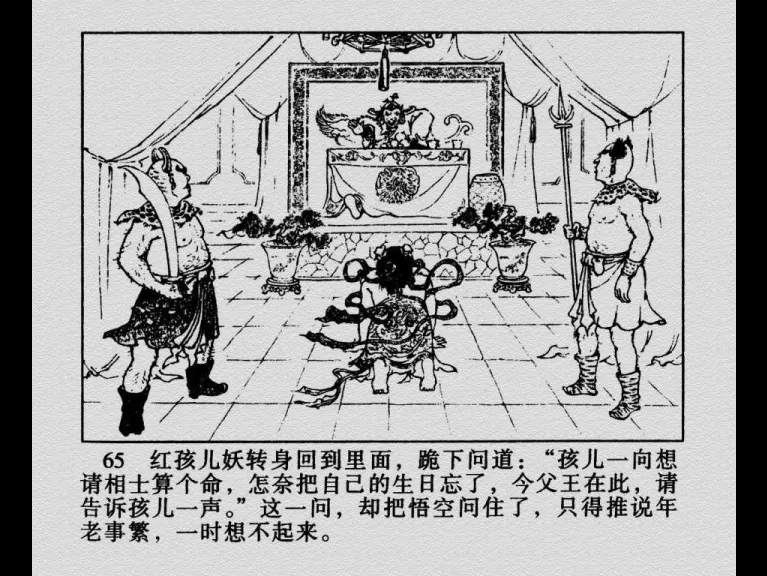 65 红孩儿妖转身回到里面，跪下问道：“孩儿一向想
请相士算个命，怎奈把自己的生日忘了，今父王在此，请
告诉孩儿一声。”这一问，却把悟空问住了，只得推说年
老事繁，一时想不起来。